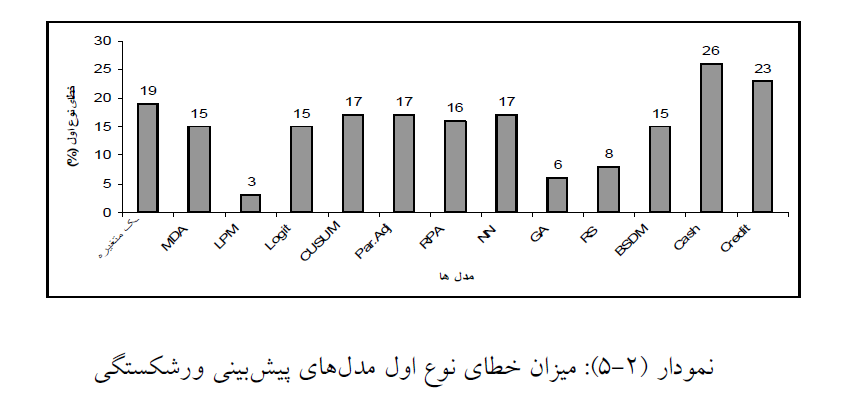 خطای نوع اول (%)
30
25
20
15
10
5
0
19
15
3
15
17
17
16
17
6
8
15
26
23
یک متغیره
MDA
LPM
Logit
CUSUM
Par.Adj
RPA
NN
GA
RS
BSDM
Cash
Credit
مدل ها
نمودار (۲-۵): میزان خطای نوع اول مدل‌های پیش‌بینی ورشکستگی